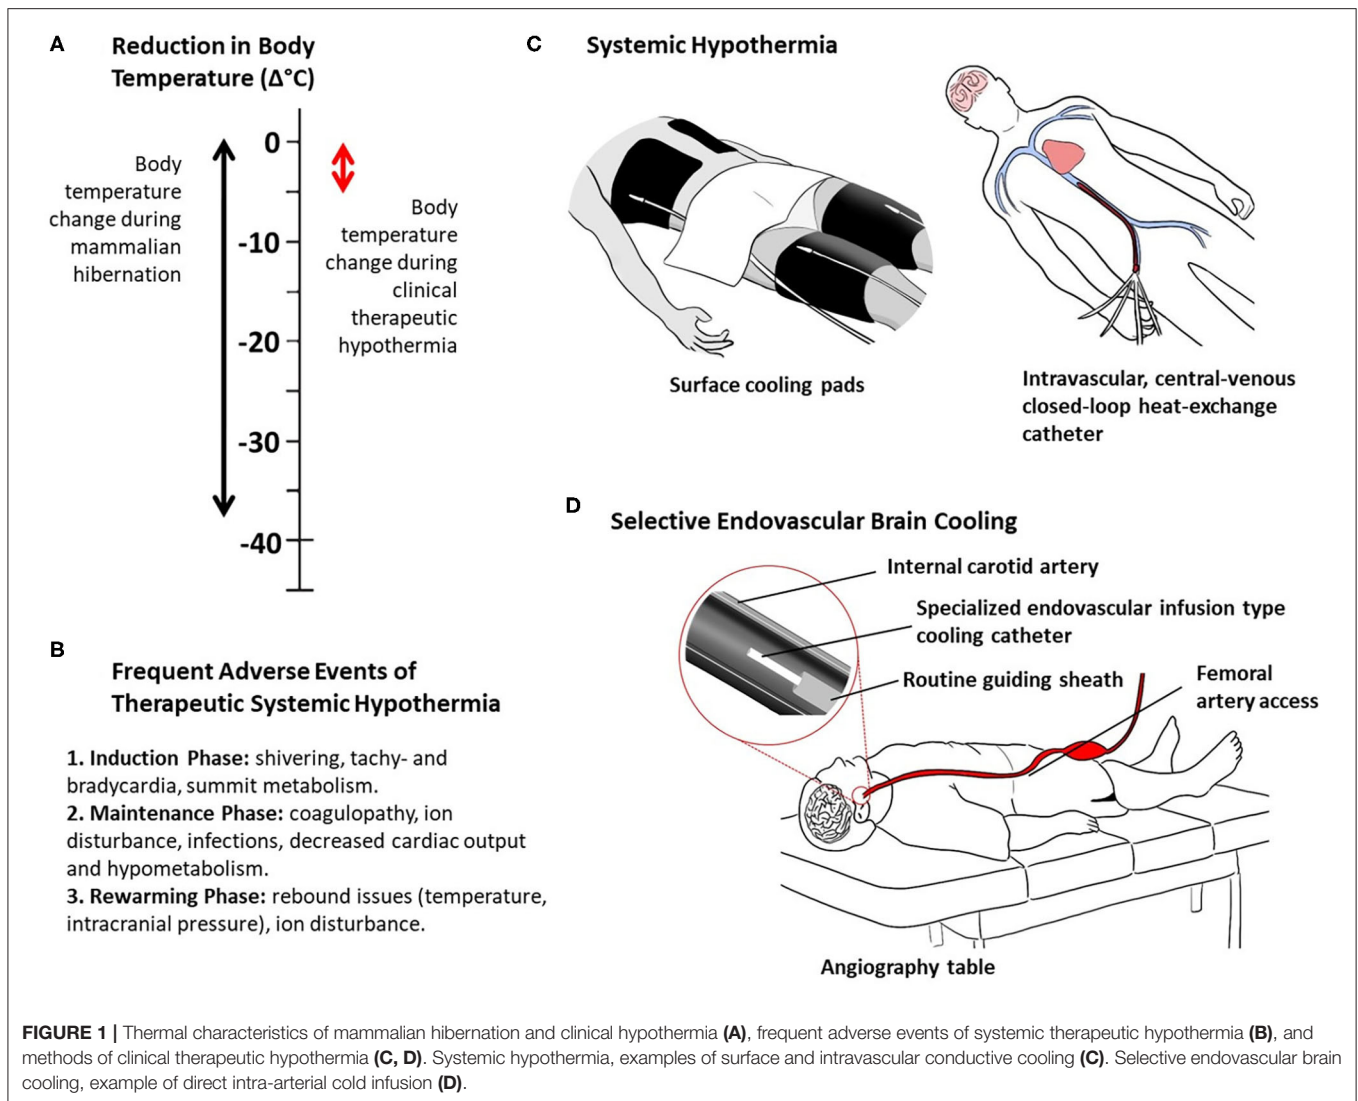 A
Reduction in Body
Temperature (Δ°C)
0
-10
-20
-30
-40
Body
temperature
change during
mammalian
hibernation
Body
temperature
change during
clinical
therapeutic
hypothermia
B
Frequent Adverse Events of
Therapeutic Systemic Hypothermia
1. Induction Phase: shivering, tachy- and
bradycardia, summit metabolism.
2. Maintenance Phase: coagulopathy, ion
disturbance, infections, decreased cardiac output
and hypometabolism.
3. Rewarming Phase: rebound issues (temperature,
intracranial pressure), ion disturbance.
C
Systemic Hypothermia
Surface cooling pads
Intravascular, central-venous
closed-loop heat-exchange
catheter
D
Selective Endovascular Brain Cooling
Internal carotid artery
Specialized endovascular infusion type
cooling catheter
Routine guiding sheath
Femoral
artery access
Angiography table
FIGURE 1 | Thermal characteristics of mammalian hibernation and clinical hypothermia (A), frequent adverse events of systemic therapeutic hypothermia (B), and
methods of clinical therapeutic hypothermia (C, D). Systemic hypothermia, examples of surface and intravascular conductive cooling (C). Selective endovascular brain
cooling, example of direct intra-arterial cold infusion (D).